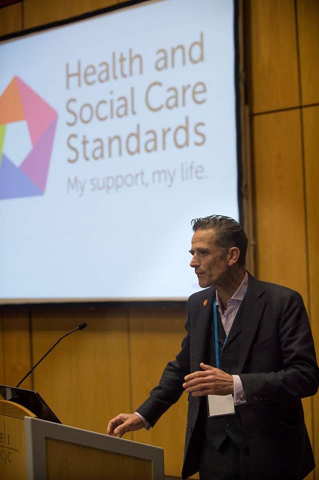 Health and
Social Care
Standards
My support, my life.